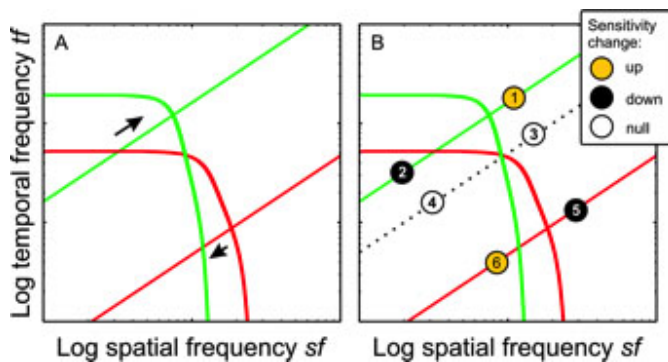 A
B
Sensitivity
change:
up
down
null
1
2
3
4
5
6
Log temporal frequency tf
Log spatial frequency sf
Log spatial frequency sf